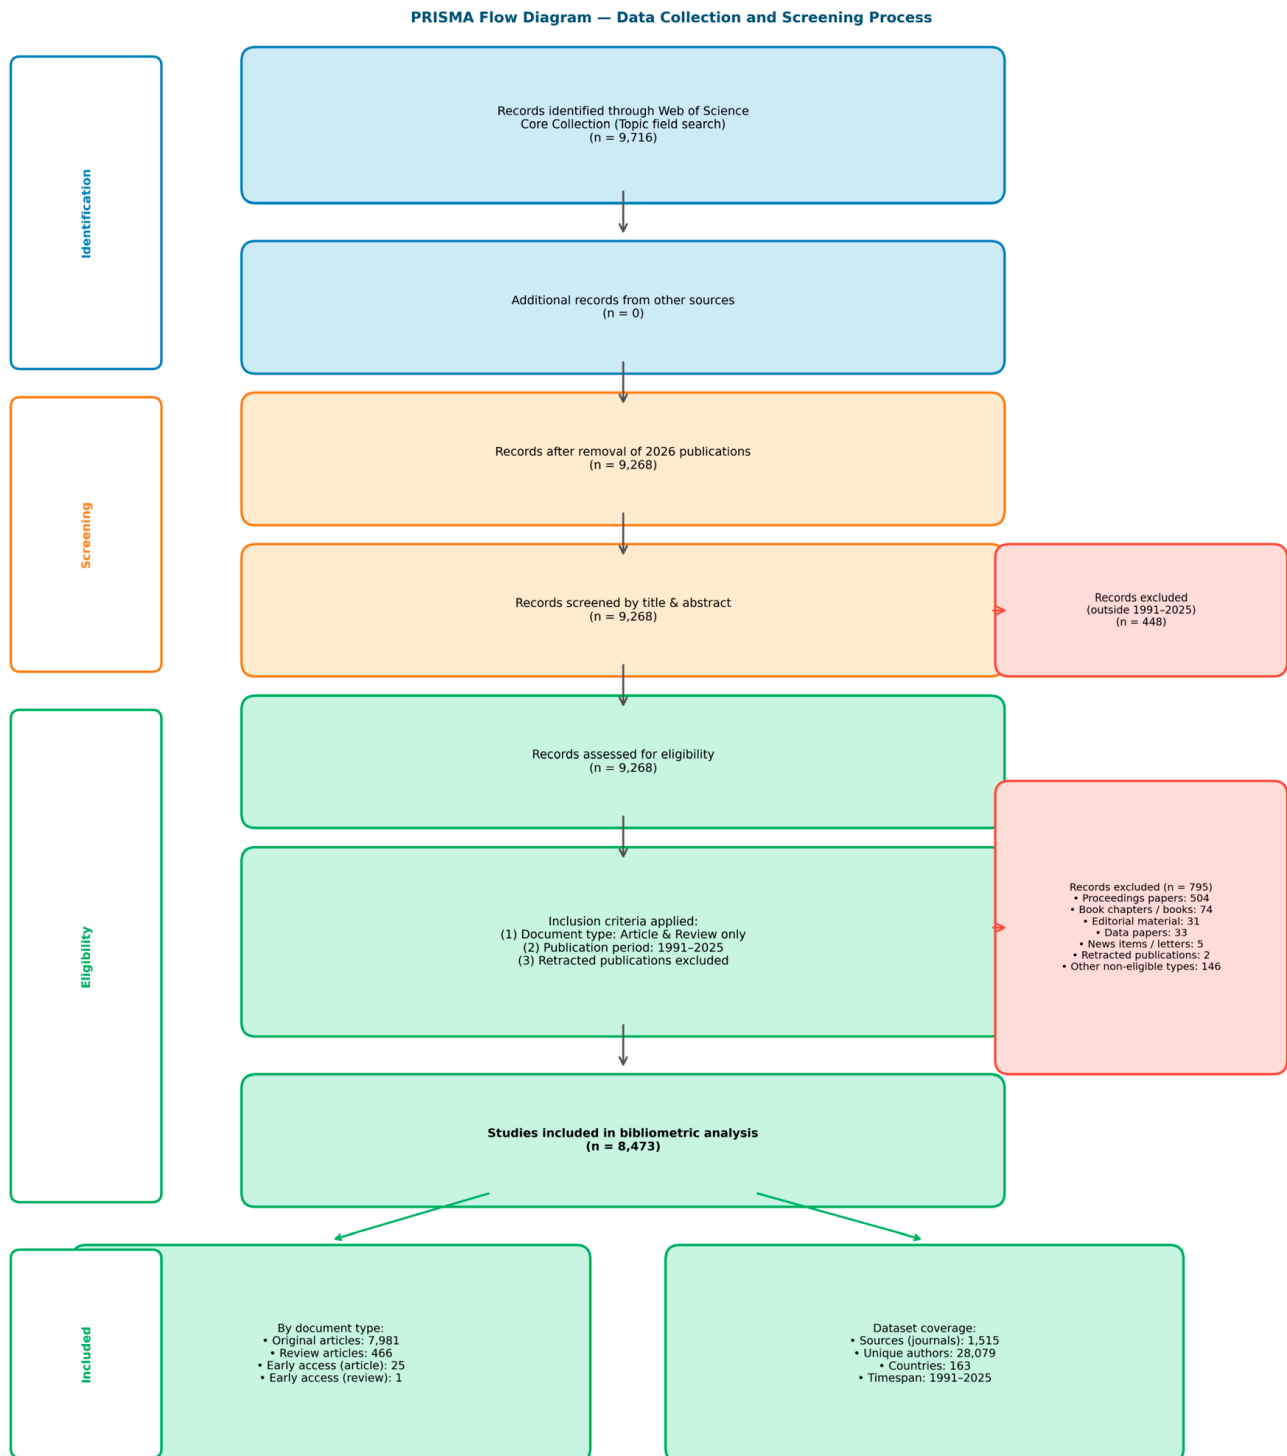 PRISMA Flow Diagram — Data Collection and Screening Process
Identification
Records identified through Web of Science
Core Collection (Topic field search)
(n = 9,716)
Additional records from other sources
(n = 0)
Screening
Records after removal of 2026 publications
(n = 9,268)
Records screened by title & abstract
(n = 9,268)
Records excluded
(outside 1991–2025)
(n = 448)
Eligibility
Records assessed for eligibility
(n = 9,268)
Inclusion criteria applied:
(1) Document type: Article & Review only
(2) Publication period: 1991–2025
(3) Retracted publications excluded
Records excluded (n = 795)
• Proceedings papers: 504
• Book chapters / books: 74
• Editorial material: 31
• Data papers: 33
• News items / letters: 5
• Retracted publications: 2
• Other non-eligible types: 146
Studies included in bibliometric analysis
(n = 8,473)
Included
By document type:
• Original articles: 7,981
• Review articles: 466
• Early access (article): 25
• Early access (review): 1
Dataset coverage:
• Sources (journals): 1,515
• Unique authors: 28,079
• Countries: 163
• Timespan: 1991–2025